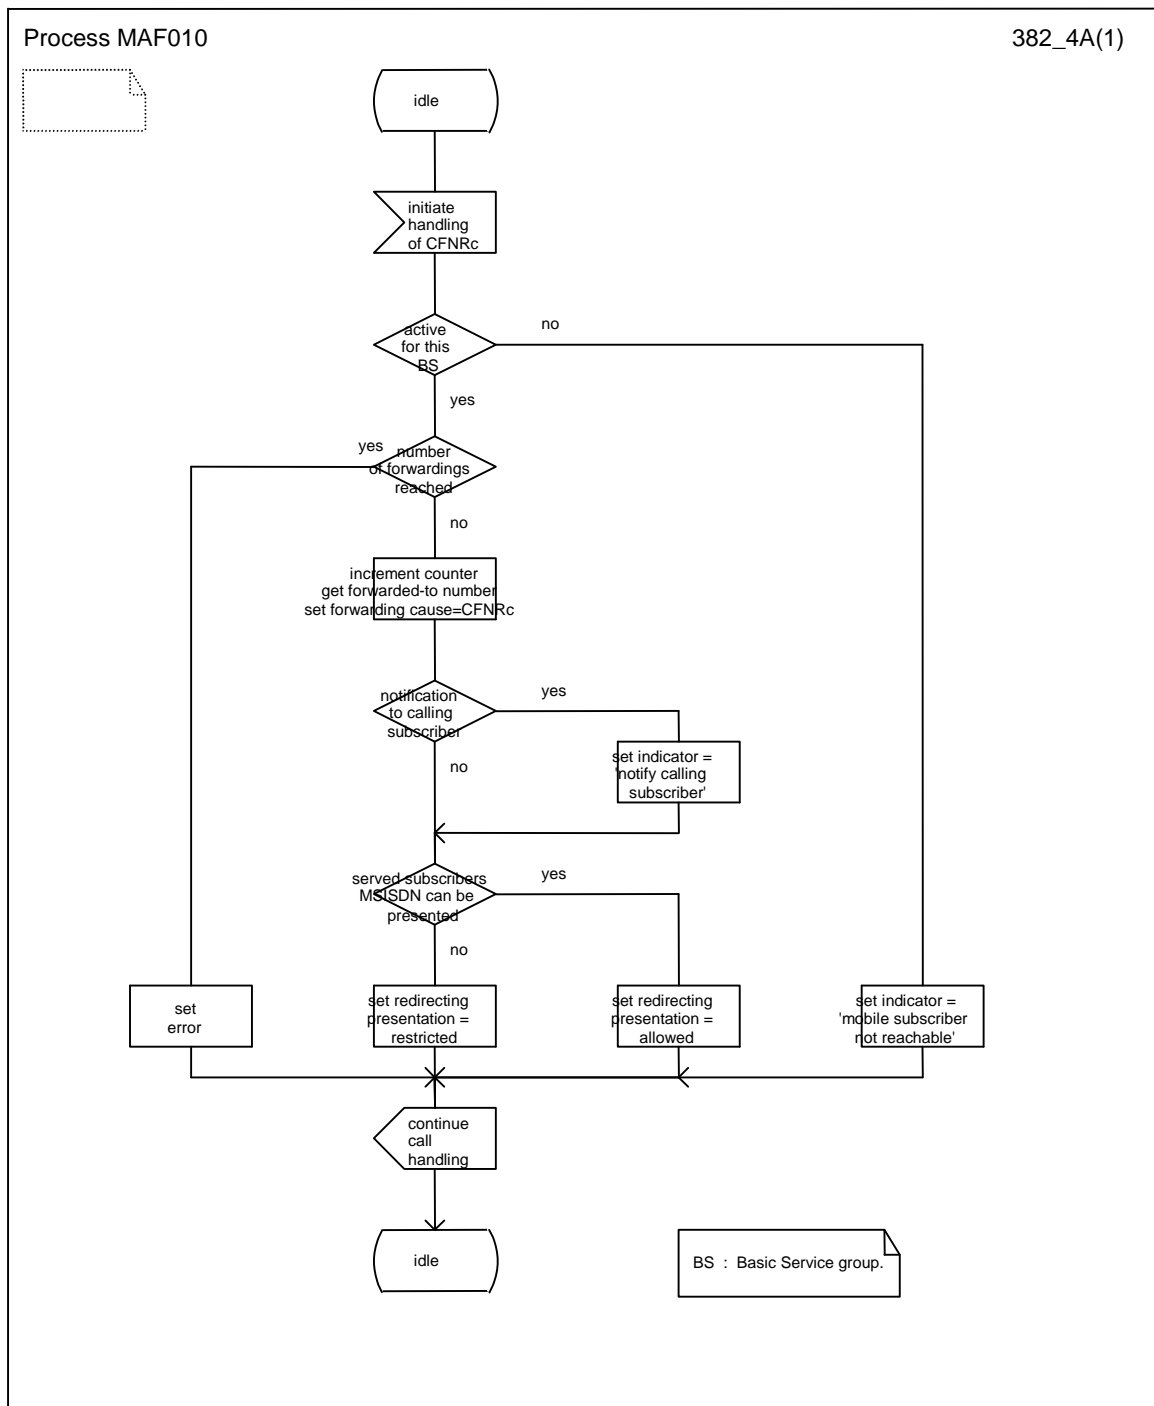 Process MAF010
382_4A(1)
idle
initiate
handling
of CFNRc
active
for this
BS
no
yes
yes
number
of forwardings
reached
no
increment counter
get forwarded-to number
set forwarding cause=CFNRc
notification
to calling
subscriber
yes
no
set indicator =
'notify calling
subscriber'
served subscribers
MSISDN can be
presented
yes
no
set
error
set redirecting
presentation =
restricted
set redirecting
presentation =
allowed
set indicator =
'mobile subscriber
not reachable'
continue
call
handling
idle
BS : Basic Service group.